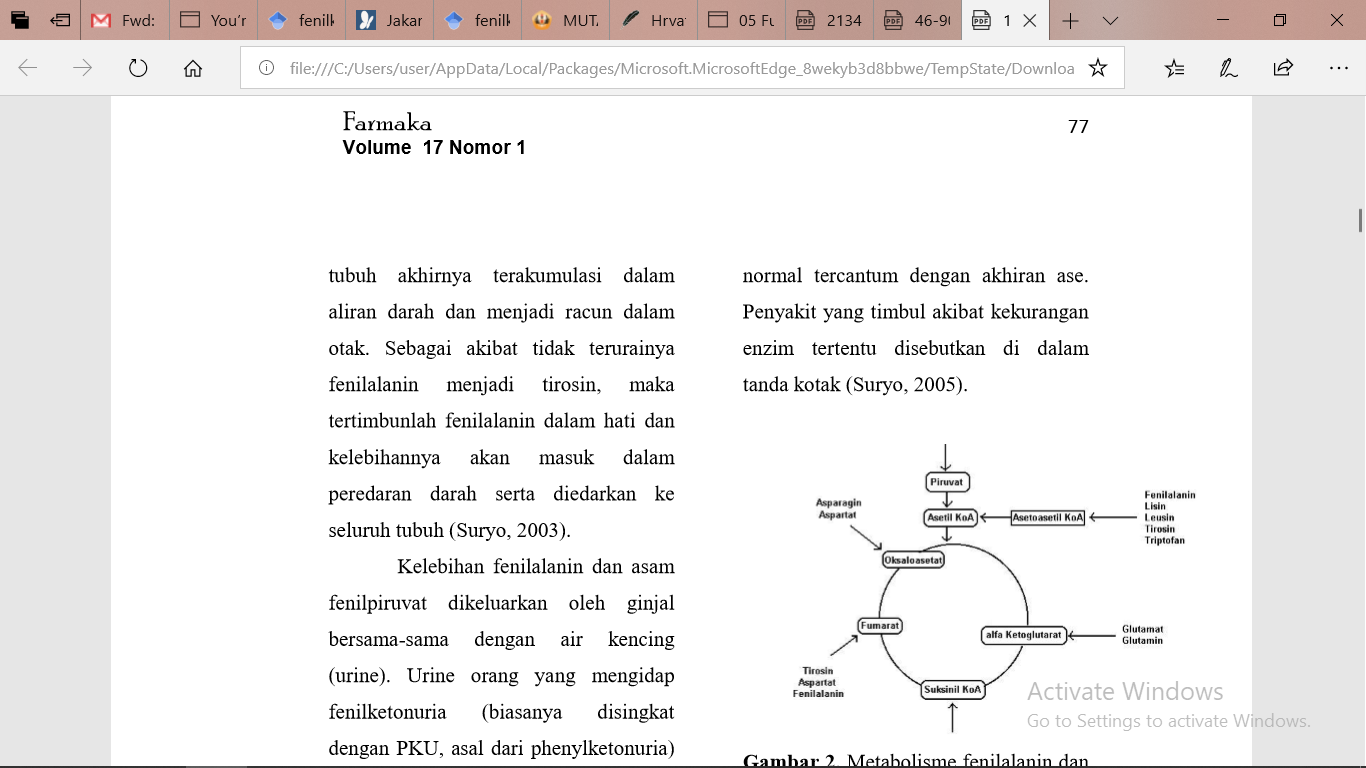 Fwd:
You'r
fenilk
Jakar
fenilk
MUT.
Hrva
05 Fu
2134
46-90
1
file:///C:/Users/user/AppData/Local/Packages/Microsoft.MicrosoftEdge_8wekyb3d8bbwe/TempState/Downloa
Farmaka
77
Volume 17 Nomor 1
tubuh akhirnya terakumulasi dalam
aliran darah dan menjadi racun dalam
otak. Sebagai akibat tidak terurainya
fenilalanin menjadi tirosin, maka
tertimbunlah fenilalanin dalam hati dan
kelebihannya akan masuk dalam
peredaran darah serta diedarkan ke
seluruh tubuh (Suryo, 2003).
Kelebihan fenilalanin dan asam
fenilpiruvat dikeluarkan oleh ginjal
bersama-sama dengan air kencing
(urine). Urine orang yang mengidap
fenilketonuria (biasanya disingkat
dengan PKU, asal dari phenylketonuria)
normal tercantum dengan akhiran ase.
Penyakit yang timbul akibat kekurangan
enzim tertentu disebutkan di dalam
tanda kotak (Suryo, 2005).
Piruvat
Asparagin
Aspartat
Asetil KoA
Asetoasetil KoA
Fenilalanin
Lisin
Leusin
Tirosin
Triptofan
Oksaloasetat
Fumarat
alfa Ketoglutarat
Glutamat
Glutamin
Tirosin
Aspartat
Fenilalanin
Suksinil KoA
Activate Windows
Go to Settings to activate Windows.
Gambar 2. Metabolisme fenilalanin dan